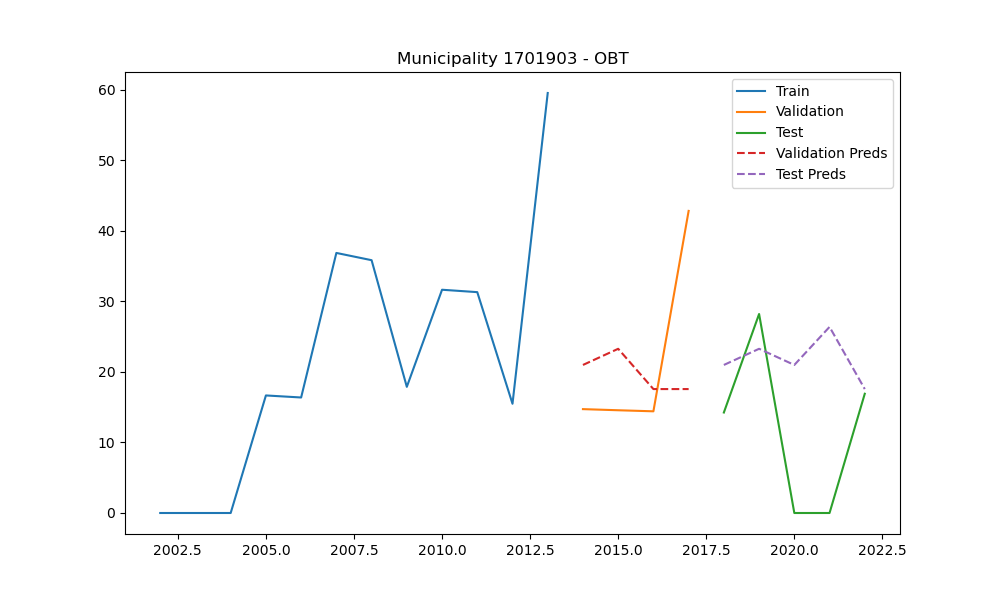 Municipality 1701903 - OBT
Train
Validation
Test
Validation Preds
Test Preds
60
50
40
30
20
10
0
2002.5 2005.0 2007.5 2010.0 2012.5 2015.0 2017.5 2020.0 2022.5